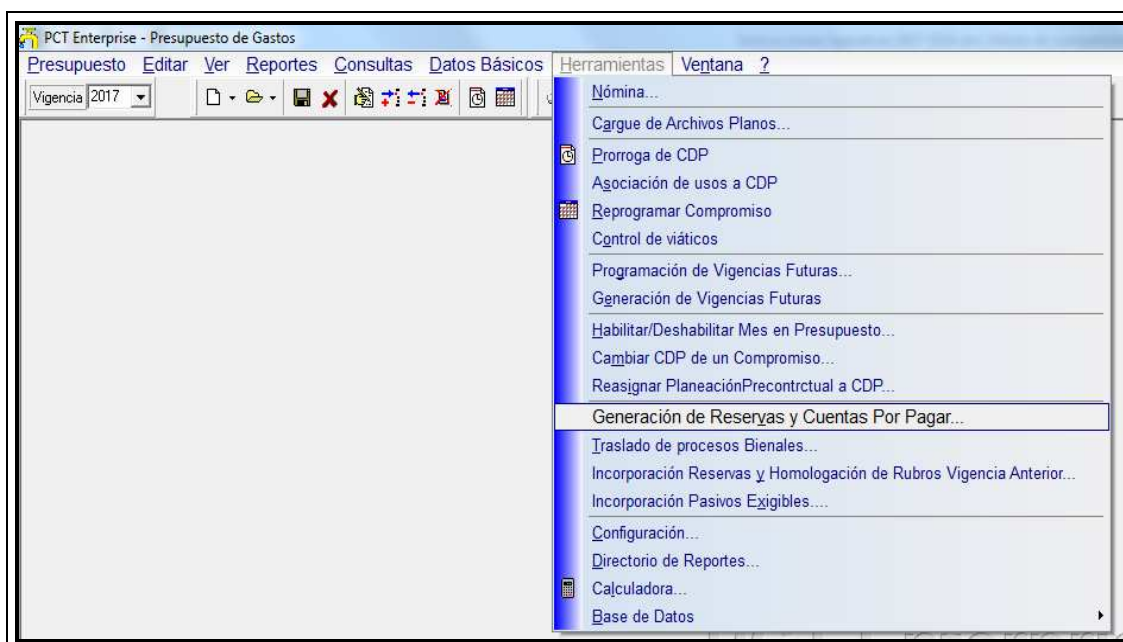 PCT Enterprise - Presupuesto de Gastos
Presupuesto Editar Ver Reportes Consultas Datos Básicos Herramientas Ventana ?
Vigencia 2017
Nómina...
Cargue de Archivos Planos...
Prorroga de CDP
Asociación de usos a CDP
Reprogramar Compromiso
Control de viáticos
Programación de Vigencias Futuras...
Generación de Vigencias Futuras
Habilitar/Deshabilitar Mes en Presupuesto...
Cambiar CDP de un Compromiso...
Reasignar PlaneaciónPrecontrctual a CDP...
Generación de Reservas y Cuentas Por Pagar...
Traslado de procesos Bienales...
Incorporación Reservas y Homologación de Rubros Vigencia Anterior...
Incorporación Pasivos Exigibles....
Configuración...
Directorio de Reportes...
Calculadora...
Base de Datos